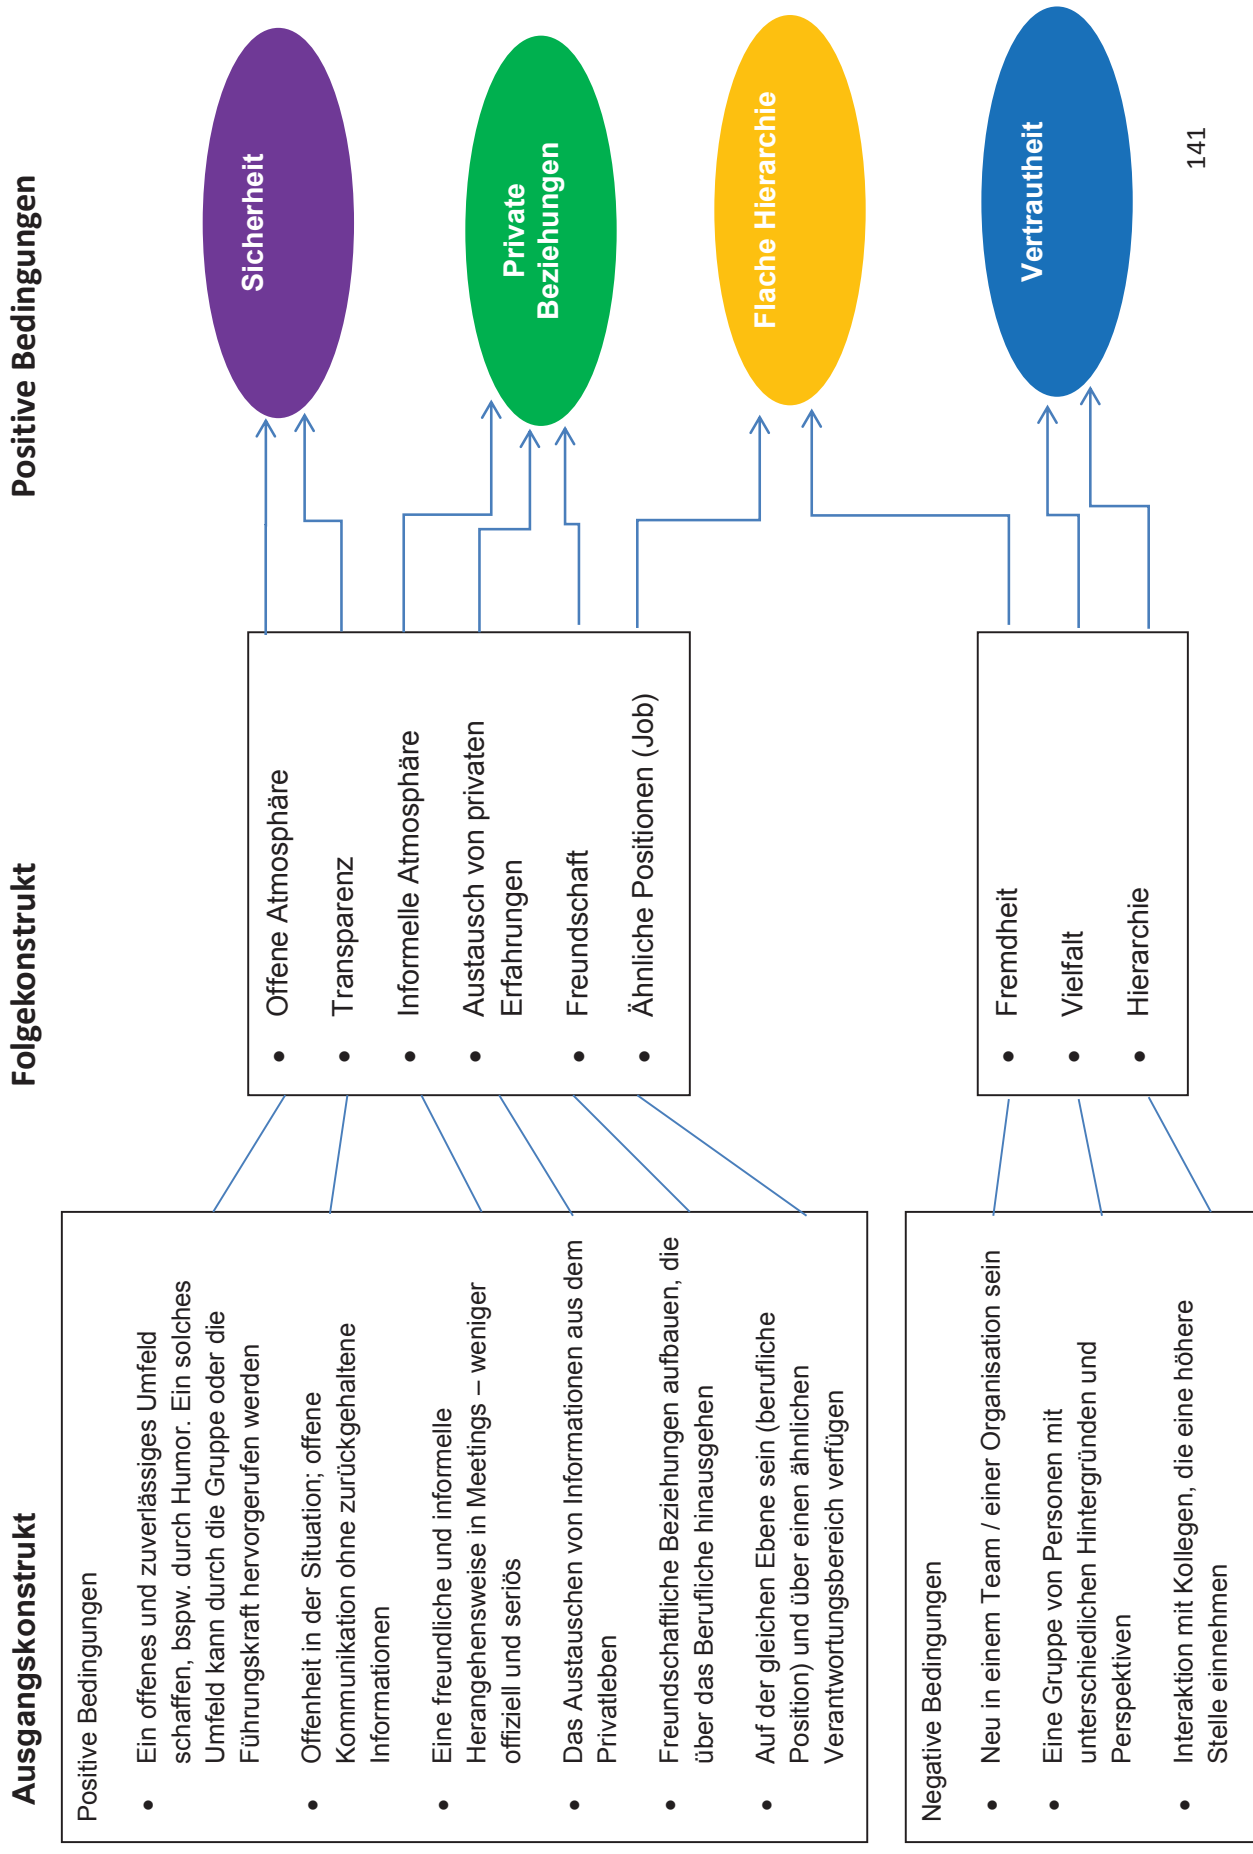 Ausgangskonstrukt
Folgekonstrukt
Positive Bedingungen
Positive Bedingungen
• Ein offenes und zuverlässiges Umfeld
schaffen, bspw. durch Humor. Ein solches
Umfeld kann durch die Gruppe oder die
Führungskraft hervorgerufen werden
• Offenheit in der Situation; offene
Kommunikation ohne zurückgehaltene
Informationen
• Eine freundliche und informelle
Herangehensweise in Meetings – weniger
offiziell und seriös
• Das Austauschen von Informationen aus dem
Privatleben
• Freundschaftliche Beziehungen aufbauen, die
über das Berufliche hinausgehen
• Auf der gleichen Ebene sein (berufliche
Position) und über einen ähnlichen
Verantwortungsbereich verfügen
Negative Bedingungen
• Neu in einem Team / einer Organisation sein
• Eine Gruppe von Personen mit
unterschiedlichen Hintergründen und
Perspektiven
• Interaktion mit Kollegen, die eine höhere
Stelle einnehmen
• Offene Atmosphäre
• Transparenz
• Informelle Atmosphäre
• Austausch von privaten
Erfahrungen
• Freundschaft
• Ähnliche Positionen (Job)
• Fremdheit
• Vielfalt
• Hierarchie
Sicherheit
Private
Beziehungen
Flache Hierarchie
Vertrautheit
141